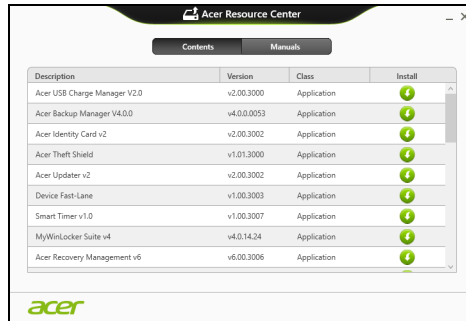 Acer Resource Center
Contents Manuals
Description Version Class Install
Acer USB Charge Manager V2.0 v2.00.3000 Application
Acer Backup Manager V4.0.0 v4.0.0.0053 Application
Acer Identity Card v2 v2.00.3002 Application
Acer Theft Shield v1.01.3000 Application
Acer Updater v2 v2.00.3002 Application
Device Fast-Lane v1.00.3003 Application
Smart Timer v1.0 v1.00.3007 Application
MyWinLocker Suite v4 v4.0.14.24 Application
Acer Recovery Management v6 v6.00.3006 Application
acer